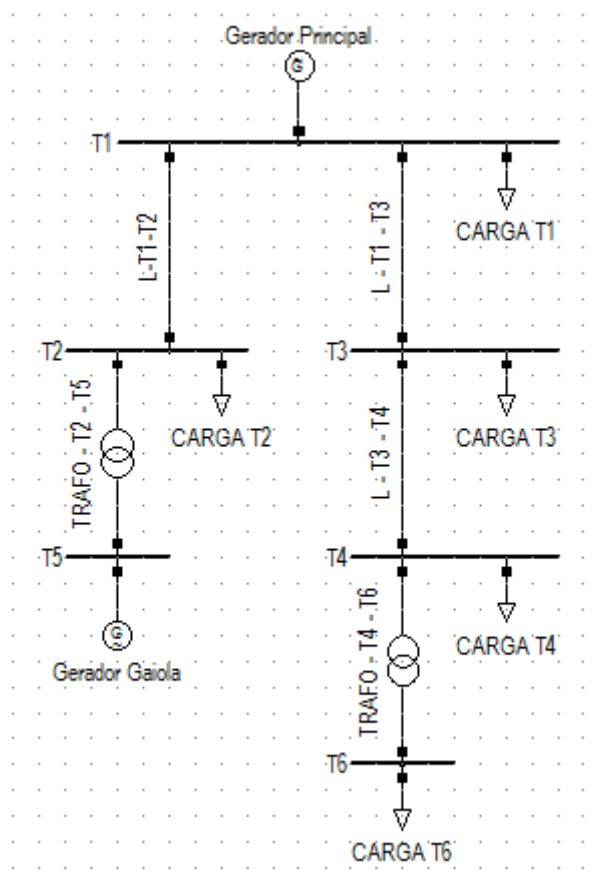 Gerador Principal
G
T1
L-T1-T2
L - T1 - T3
CARGA T1
T2
T3
TRAFO - T2 - T5
CARGA T2
L - T3 - T4
CARGA T3
T5
T4
G
Gerador Gaiola
TRAFO - T4 - T6
CARGA T4
T6
CARGA T6